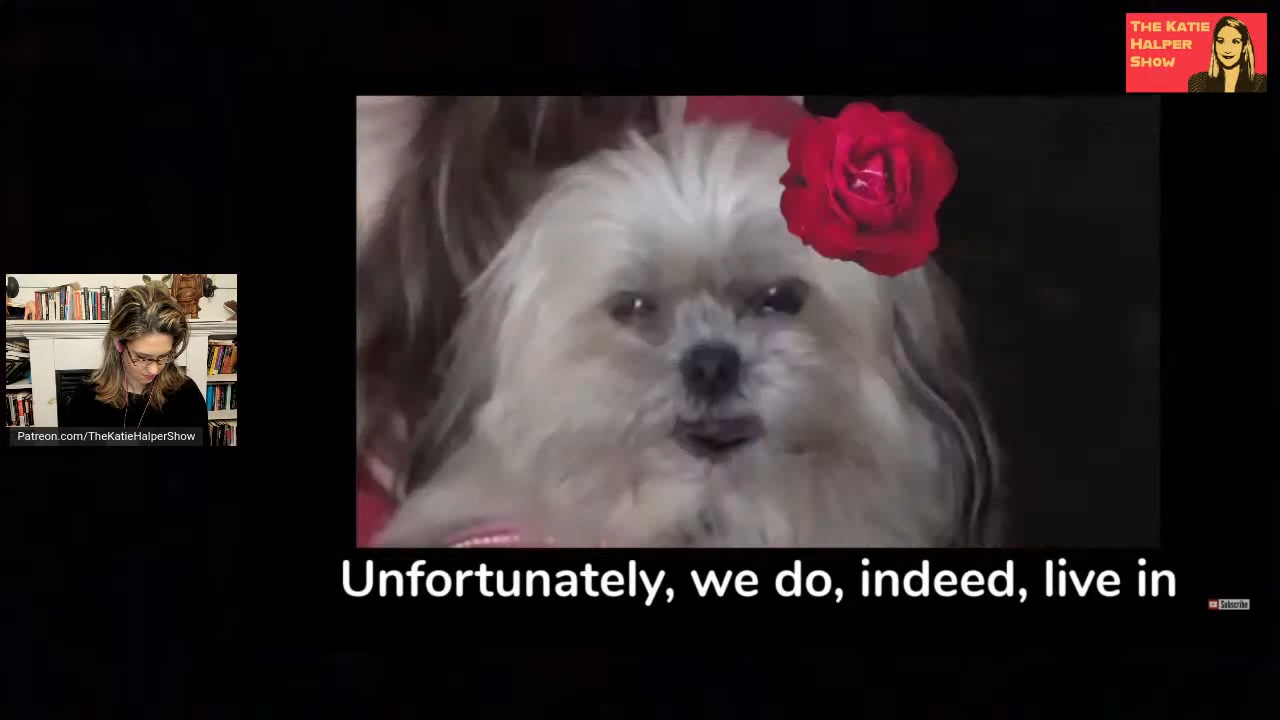 THE KATIE
HALPER
SHOW
Patreon.com/TheKatieHalperShow
Unfortunately, we do, indeed, live in
Subscribe